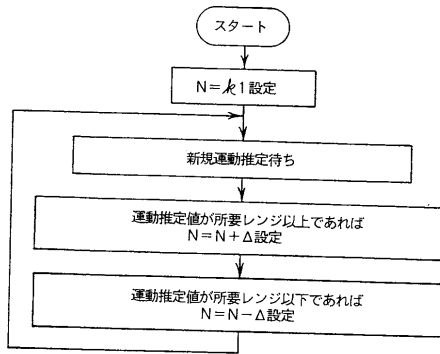 スタート
N=k1設定
新規運動推定待ち
運動推定値が所要レンジ以上であれば
N=N+Δ設定
運動推定値が所要レンジ以下であれば
N=N-Δ設定